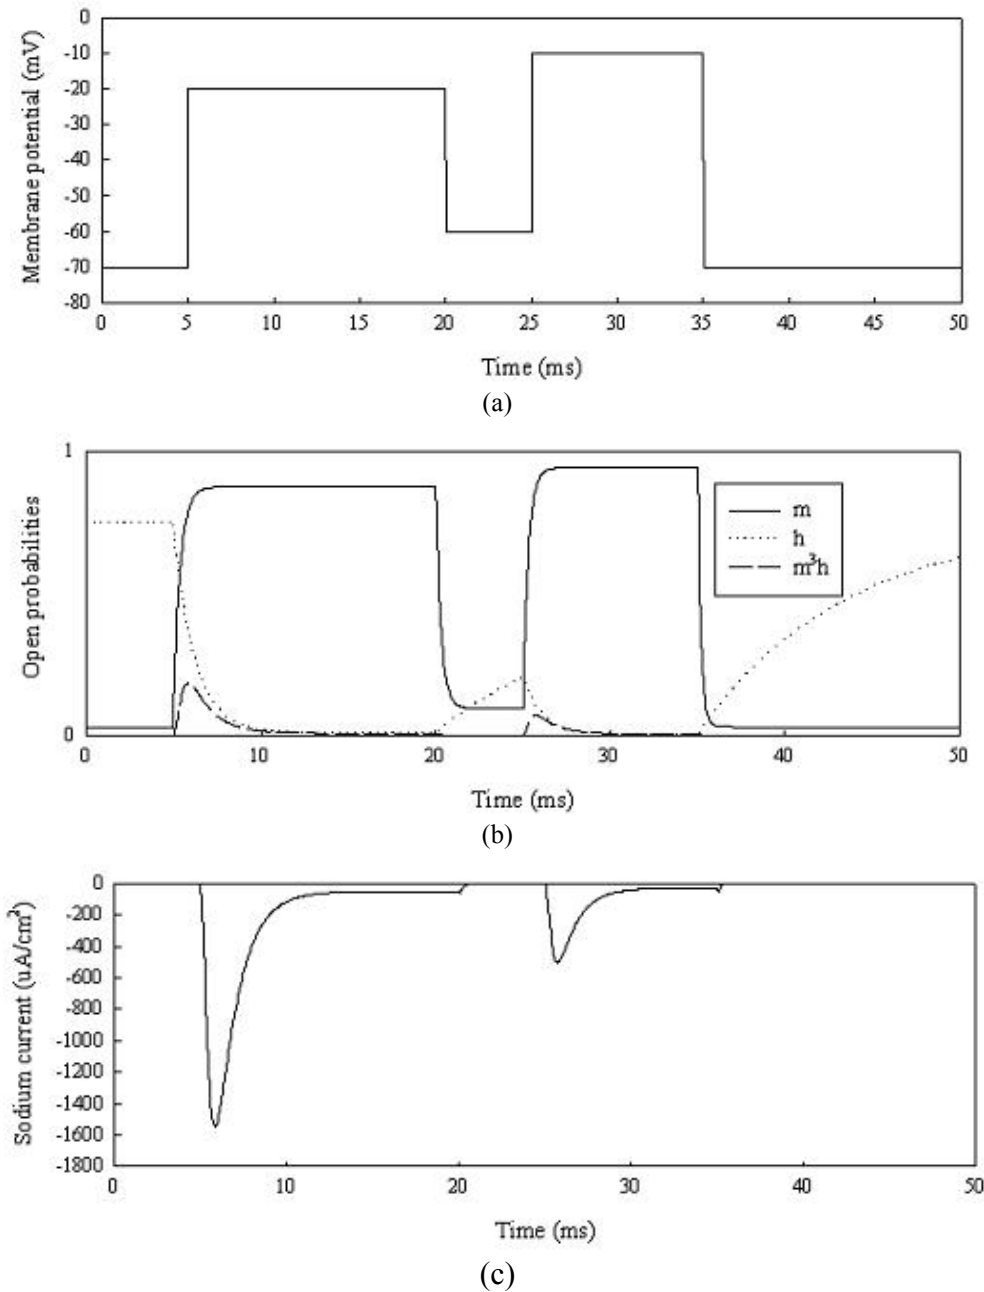 Membrane potential (mV)
0
-10
-20
-30
-40
-50
-60
-70
-80
0 5 10 15 20 25 30 35 40 45 50
Time (ms)
(a)
Open probabilities
1
0
m
h
m³h
10 20 30 40 50
Time (ms)
(b)
Sodium current (uA/cm²)
0
-200
-400
-600
-800
-1000
-1200
-1400
-1600
-1800
0 10 20 30 40 50
Time (ms)
(c)